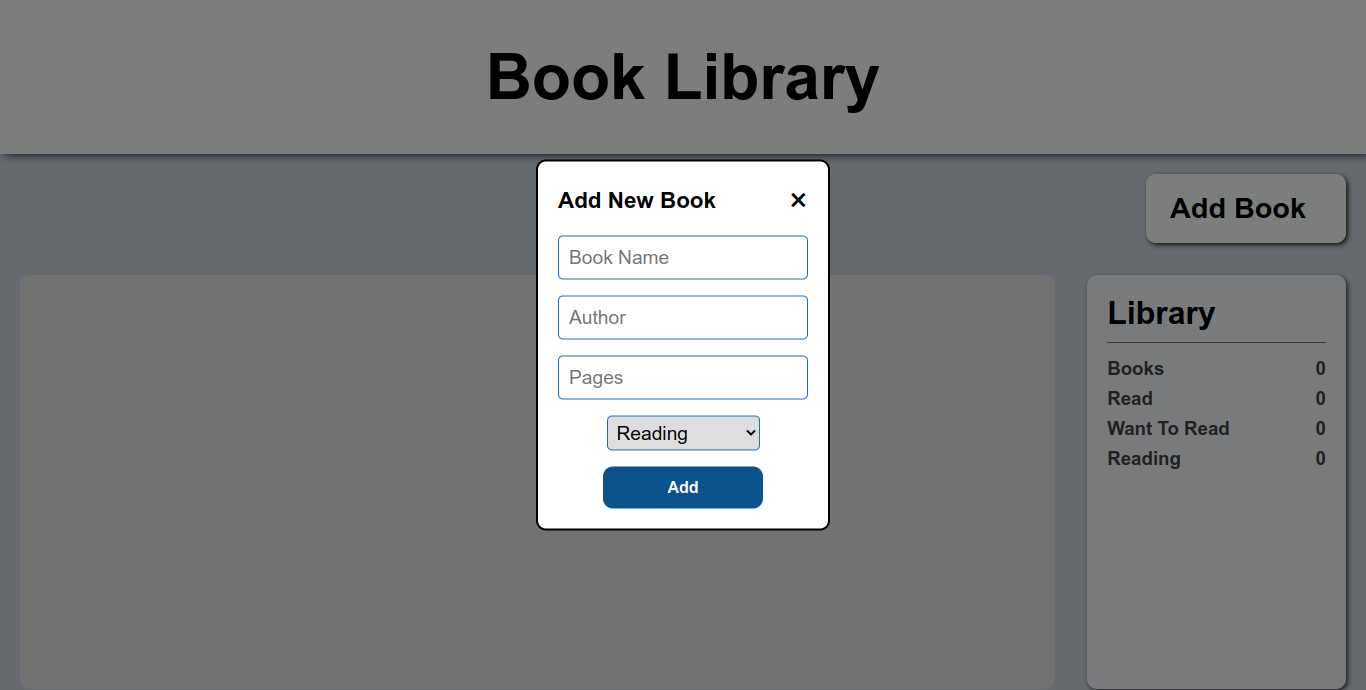 Book Library
Add Book
Add New Book ✕
Book Name
Author
Pages
Reading
Add
Library
Books 0
Read 0
Want To Read 0
Reading 0